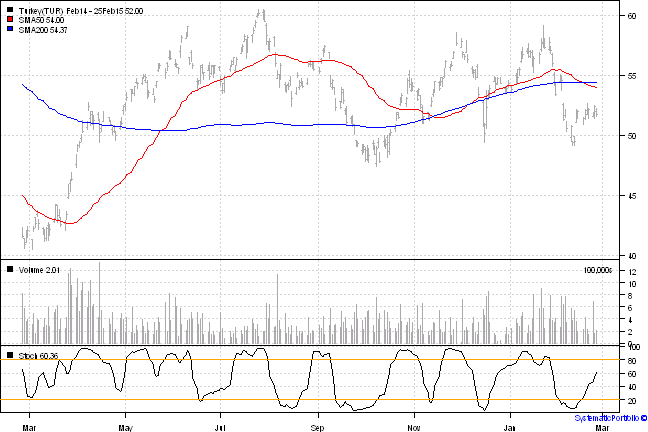 Turkey(TUR) Feb14 - 25Feb15 52.00
SMA50 54.00
SMA200 54.37
60
55
50
45
40
Volume 2.01
100,000s
12
10
8
6
4
2
0
Stoch 60.36
100
80
60
40
20
Mar May Jul Sep Nov Jan Mar
SystematicPortfolio ©